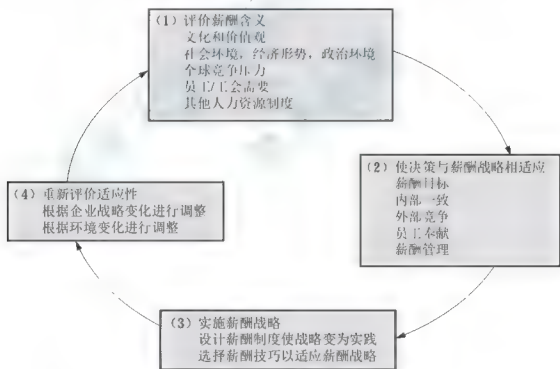 (1) 评价薪酬含义
文化和价值观
社会环境，经济形势，政治环境
全球竞争压力
员工/工会需要
其他人力资源制度
(2) 使决策与薪酬战略相适应
薪酬目标
内部一致
外部竞争
员工奉献
薪酬管理
(3) 实施薪酬战略
设计薪酬制度使战略变为实践
选择薪酬技巧以适应薪酬战略
(4) 重新评价适应性
根据企业战略变化进行调整
根据环境变化进行调整